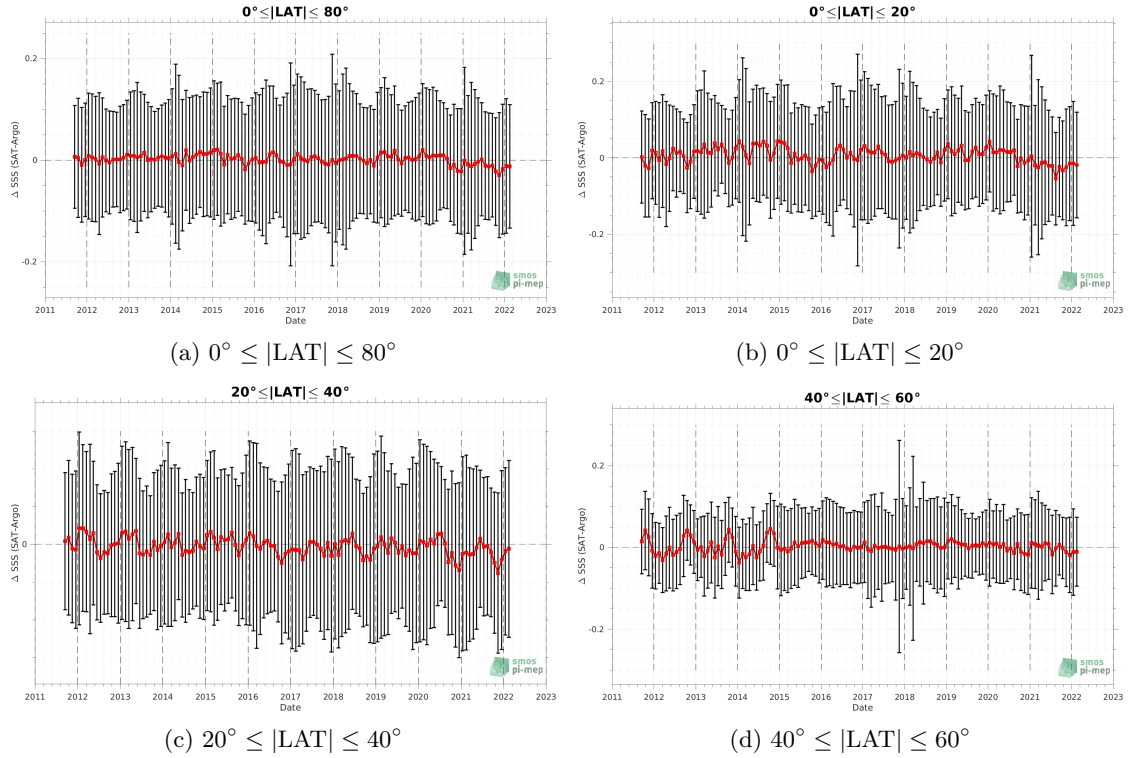 0°≤|LAT|≤ 80°
Δ SSS (SAT-Argo)
0.2
0
-0.2
2011 2012 2013 2014 2015 2016 2017 2018 2019 2020 2021 2022 2023
Date
smos
pi-mep
(a) 0° ≤ |LAT| ≤ 80°
0°≤|LAT|≤ 20°
Δ SSS (SAT-Argo)
0.2
0
-0.2
2011 2012 2013 2014 2015 2016 2017 2018 2019 2020 2021 2022 2023
Date
smos
pi-mep
(b) 0° ≤ |LAT| ≤ 20°
20°≤|LAT|≤ 40°
Δ SSS (SAT-Argo)
0
2011 2012 2013 2014 2015 2016 2017 2018 2019 2020 2021 2022 2023
Date
smos
pi-mep
(c) 20° ≤ |LAT| ≤ 40°
40°≤|LAT|≤ 60°
Δ SSS (SAT-Argo)
0.2
0
-0.2
2011 2012 2013 2014 2015 2016 2017 2018 2019 2020 2021 2022 2023
Date
smos
pi-mep
(d) 40° ≤ |LAT| ≤ 60°